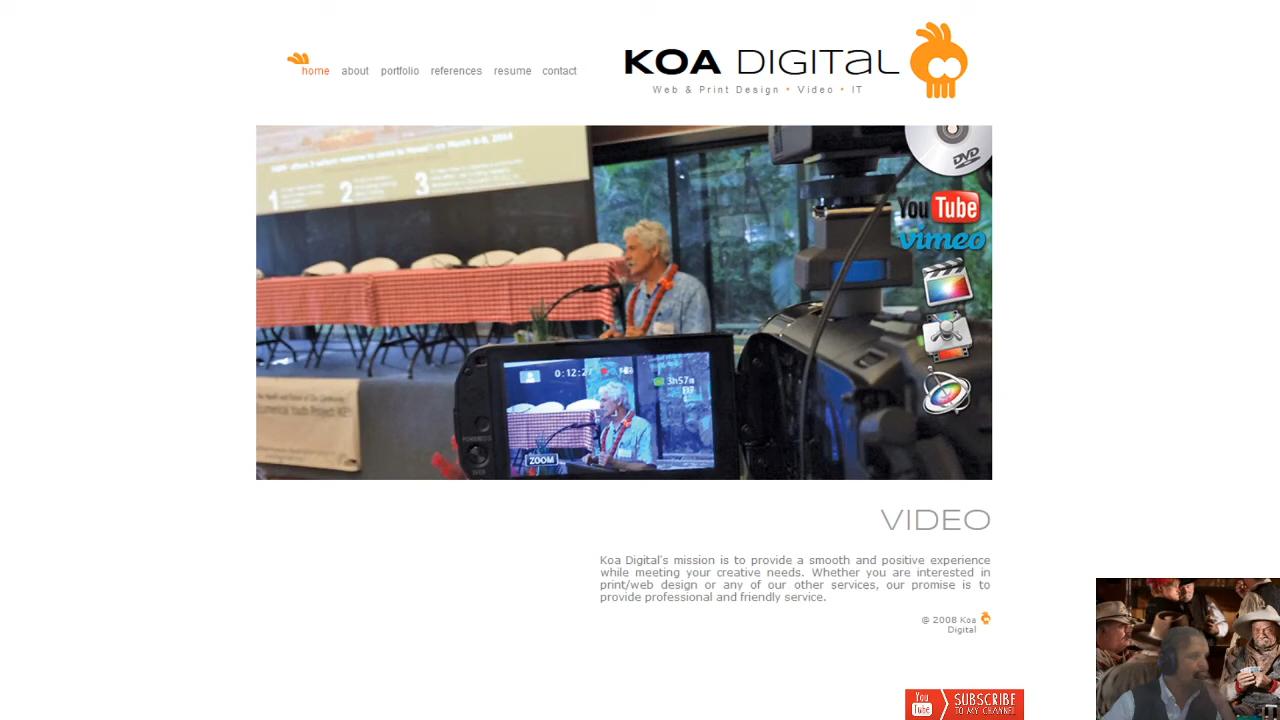 home about portfolio references resume contact
KOA DIGITAL
Web & Print Design • Video • IT
1 2 3
DVD
YouTube
vimeo
0:12:27
3h57m
ZOOM
VIDEO
Koa Digital's mission is to provide a smooth and positive experience
while meeting your creative needs. Whether you are interested in
print/web design or any of our other services, our promise is to
provide professional and friendly service.
@ 2008 Koa
Digital
You Tube SUBSCRIBE
TO MY CHANNEL